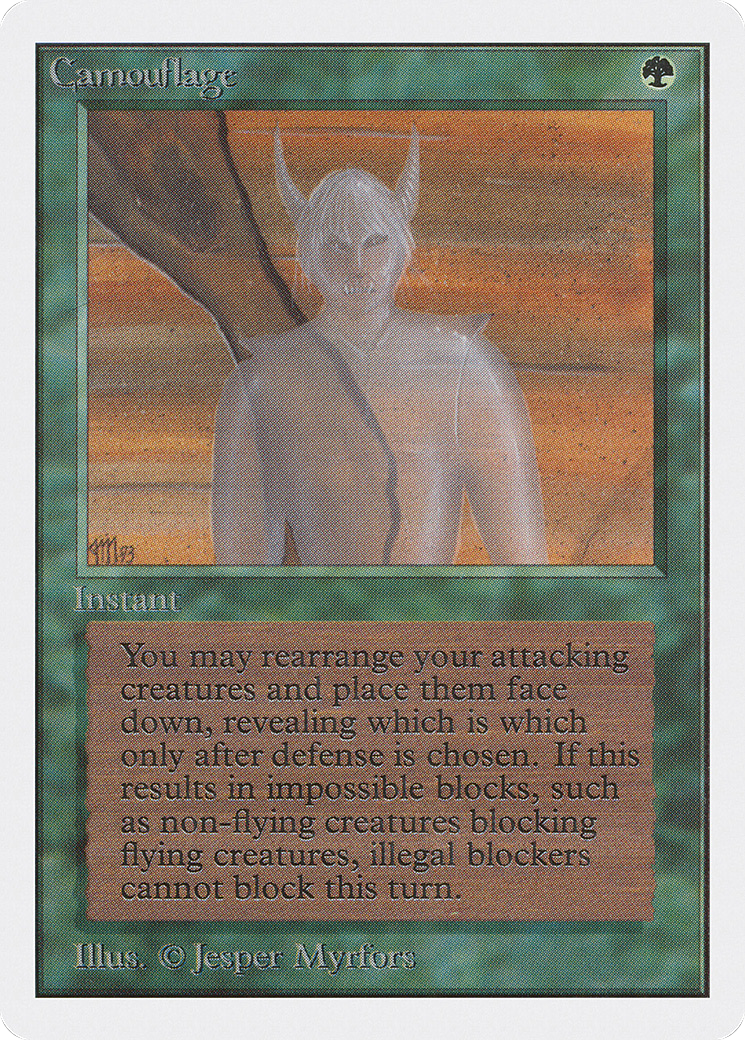 Camouflage
Instant
You may rearrange your attacking
creatures and place them face
down, revealing which is which
only after defense is chosen. If this
results in impossible blocks, such
as non-flying creatures blocking
flying creatures, illegal blockers
cannot block this turn.
Illus. © Jesper Myrfors